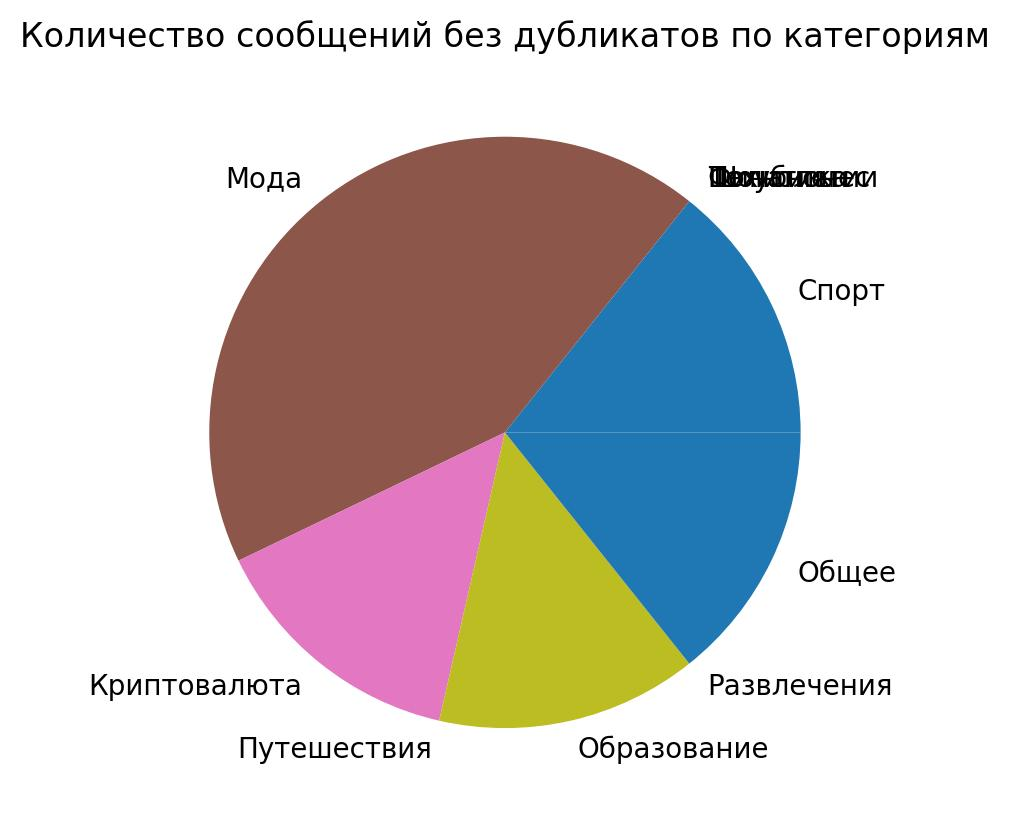 Количество сообщений без дубликатов по категориям
Мода
Спорт
Общее
Криптовалюта
Развлечения
Путешествия
Образование